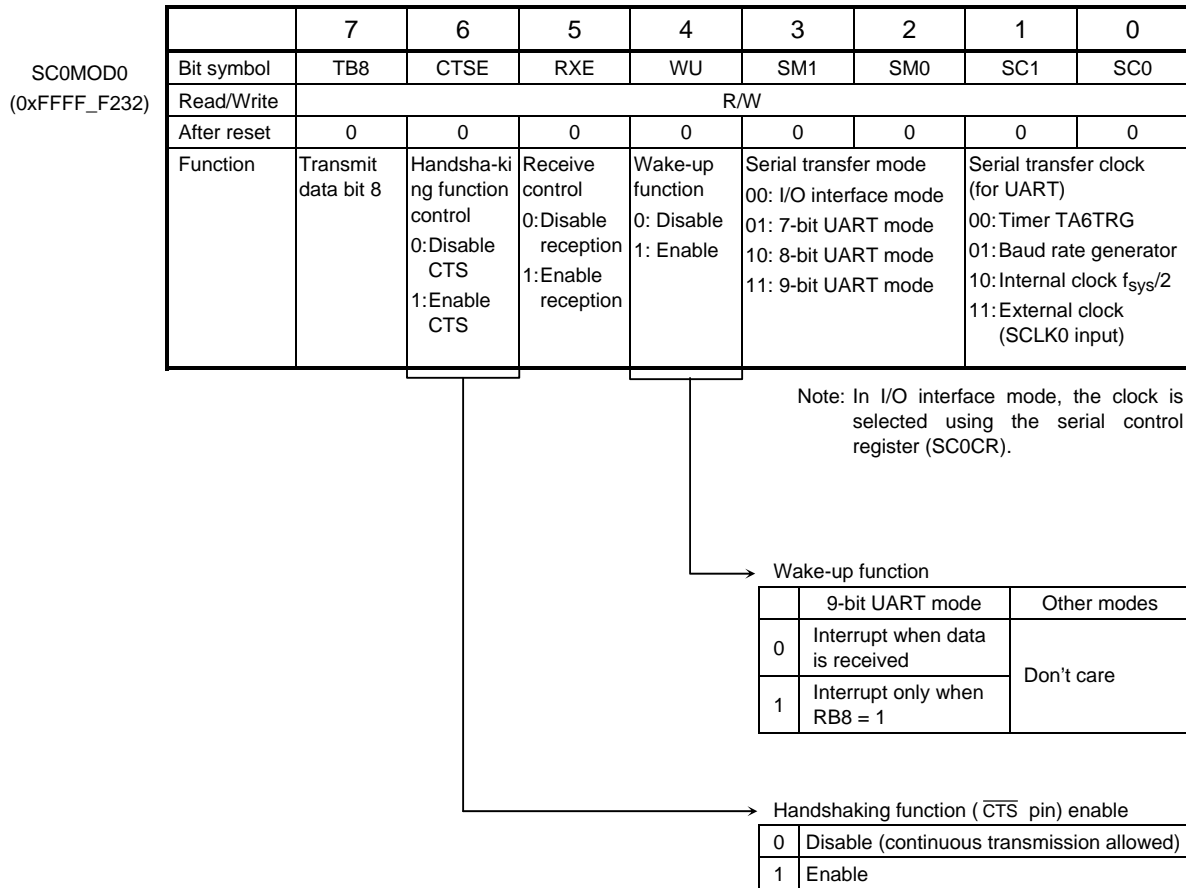 7 6 5 4 3 2 1 0
SC0MOD0
(0xFFFF_F232)
Bit symbol TB8 CTSE RXE WU SM1 SM0 SC1 SC0
Read/Write R/W
After reset 0 0 0 0 0 0 0 0
Function
Transmit
data bit 8
Handsha-ki
ng function
control
0:Disable
CTS
1:Enable
CTS
Receive
control
0:Disable
reception
1:Enable
reception
Wake-up
function
0: Disable
1: Enable
Serial transfer mode
00: I/O interface mode
01: 7-bit UART mode
10: 8-bit UART mode
11: 9-bit UART mode
Serial transfer clock
(for UART)
00:Timer TA6TRG
01:Baud rate generator
10:Internal clock fsys/2
11:External clock
(SCLK0 input)
Note: In I/O interface mode, the clock is
selected using the serial control
register (SC0CR).
Wake-up function
9-bit UART mode Other modes
0 Interrupt when data
is received
Don't care
1 Interrupt only when
RB8 = 1
Handshaking function ( CTS pin) enable
0 Disable (continuous transmission allowed)
1 Enable